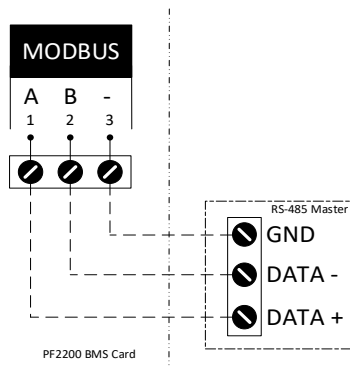 MODBUS
A B -
1 2 3
RS-485 Master
GND
DATA -
DATA +
PF2200 BMS Card